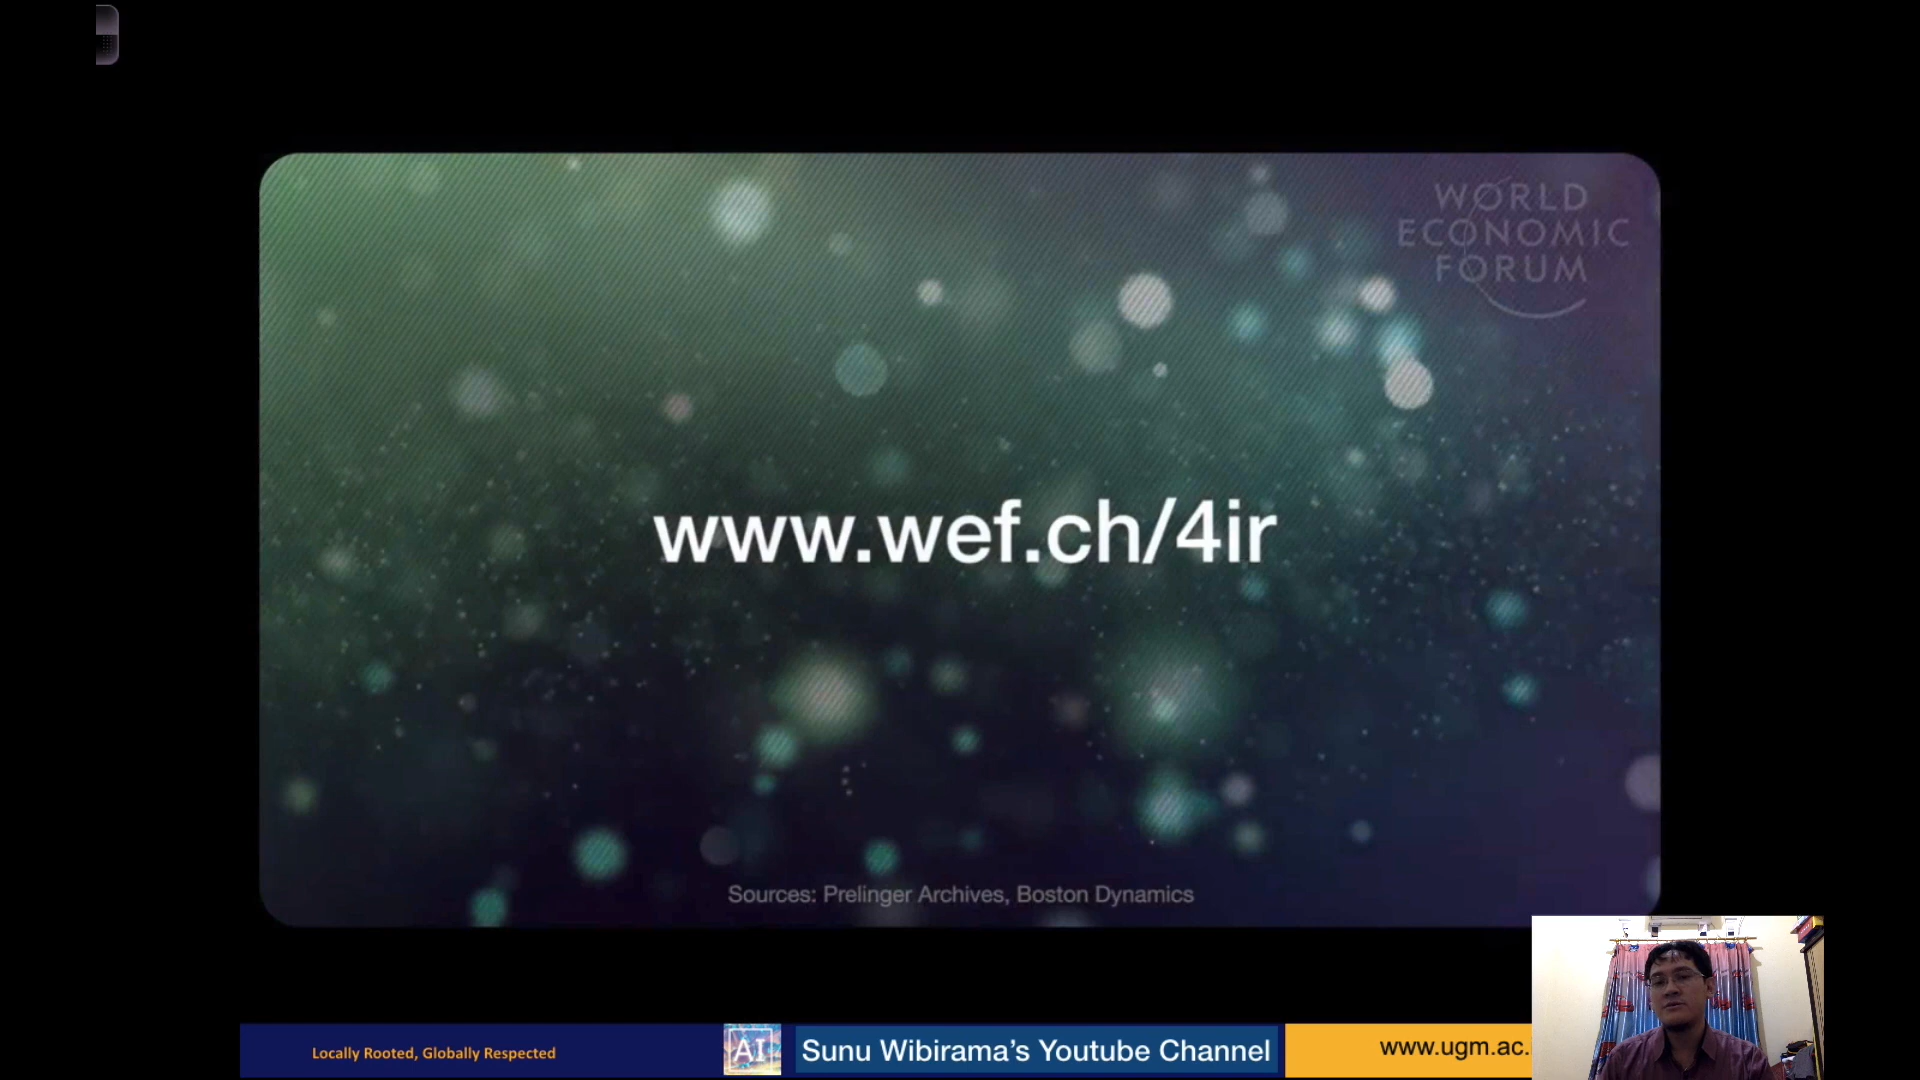 WORLD
ECONOMIC
FORUM
www.wef.ch/4ir
Sources: Prelinger Archives, Boston Dynamics
Locally Rooted, Globally Respected
AI
Sunu Wibirama's Youtube Channel
www.ugm.ac.